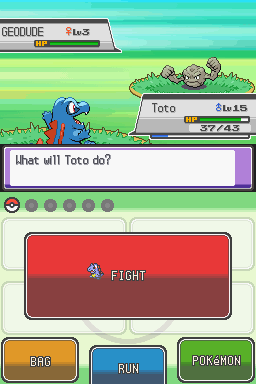 GEODUDE ♀Lv3
HP
Toto ♂Lv15
HP
37/43
What will Toto do?
FIGHT
BAG
RUN
POKéMON